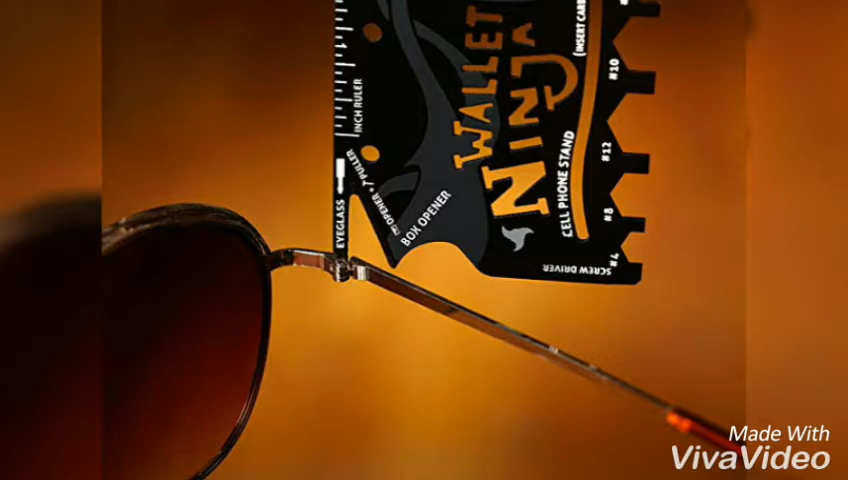 WALLET
NINJA
INCH RULER
EYEGLASS
OPENER
PULLER
BOX OPENER
CELL PHONE STAND
(INSERT CAR
#10
#12
#8
#4
SCREW DRIVER
Made With
VivaVideo